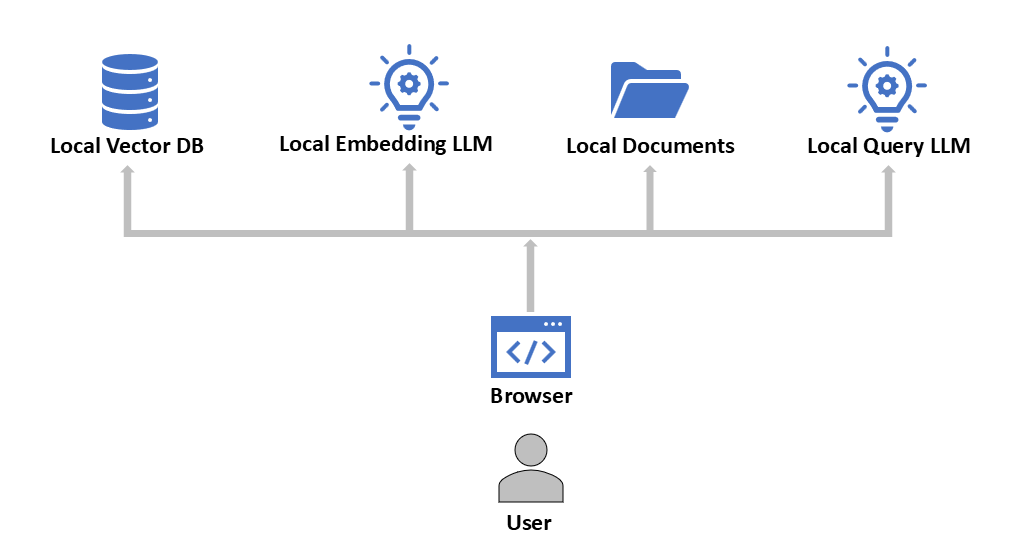 Local Vector DB
Local Embedding LLM
Local Documents
Local Query LLM
</>
Browser
User